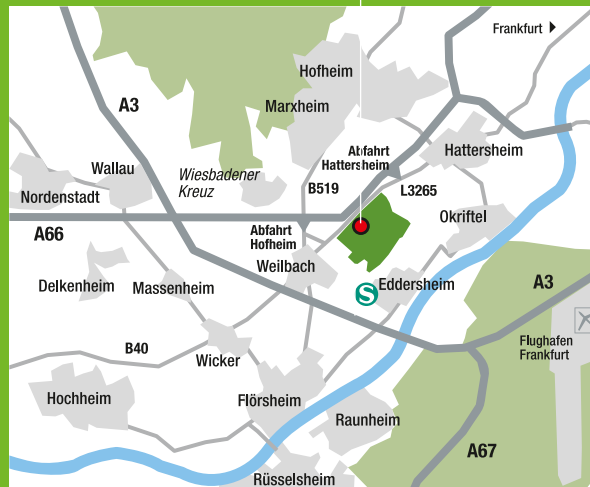 Frankfurt
Hofheim
A3
Marxheim
Abfahrt
Hattersheim
Hattersheim
Wallau
Wiesbadener
Kreuz
B519
L3265
Nordenstadt
Okriftel
A66
Abfahrt
Hofheim
Weilbach
Delkenheim
Massenheim
S
Eddersheim
A3
B40
Wicker
Flughafen
Frankfurt
Hochheim
Flörsheim
Raunheim
A67
Rüsselsheim